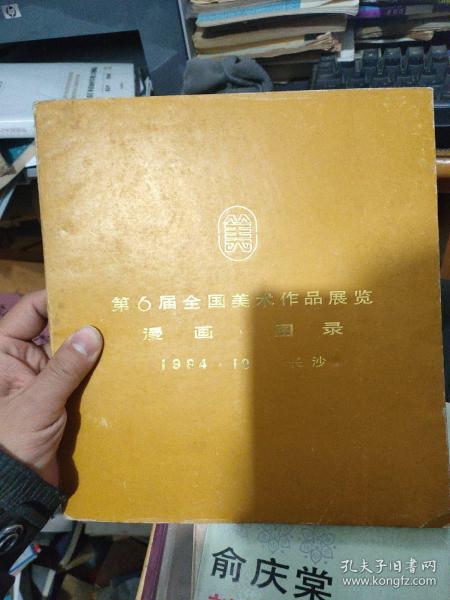 美
第6届全国美术作品展览
漫画·图录
1984·10 长沙
俞庆棠
孔夫子旧书网
www.kongfz.com